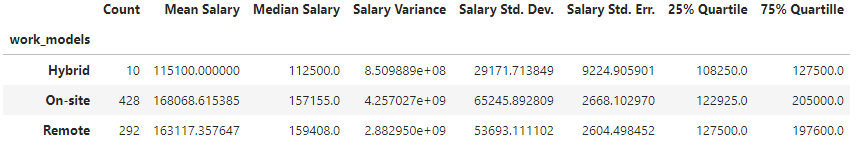 Count Mean Salary Median Salary Salary Variance Salary Std. Dev. Salary Std. Err. 25% Quartile 75% Quartille
work_models
Hybrid 10 115100.000000 112500.0 8.509889e+08 29171.713849 9224.905901 108250.0 127500.0
On-site 428 168068.615385 157155.0 4.257027e+09 65245.892809 2668.102970 122925.0 205000.0
Remote 292 163117.357647 159408.0 2.882950e+09 53693.111102 2604.498452 127500.0 197600.0